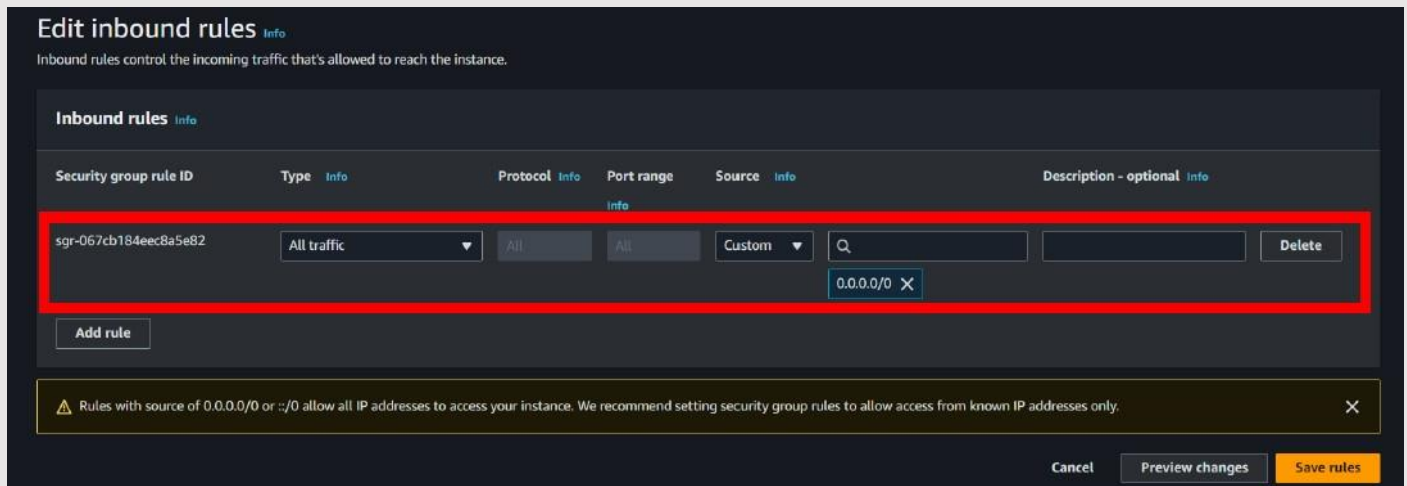 Edit inbound rules Info
Inbound rules control the incoming traffic that's allowed to reach the instance.
Inbound rules Info
Security group rule ID Type Info Protocol Info Port range Info Source Info Description - optional Info
sgr-067cb184eec8a5e82 All traffic All All Custom Delete
0.0.0.0/0
Add rule
Rules with source of 0.0.0.0/0 or ::/0 allow all IP addresses to access your instance. We recommend setting security group rules to allow access from known IP addresses only.
Cancel Preview changes Save rules